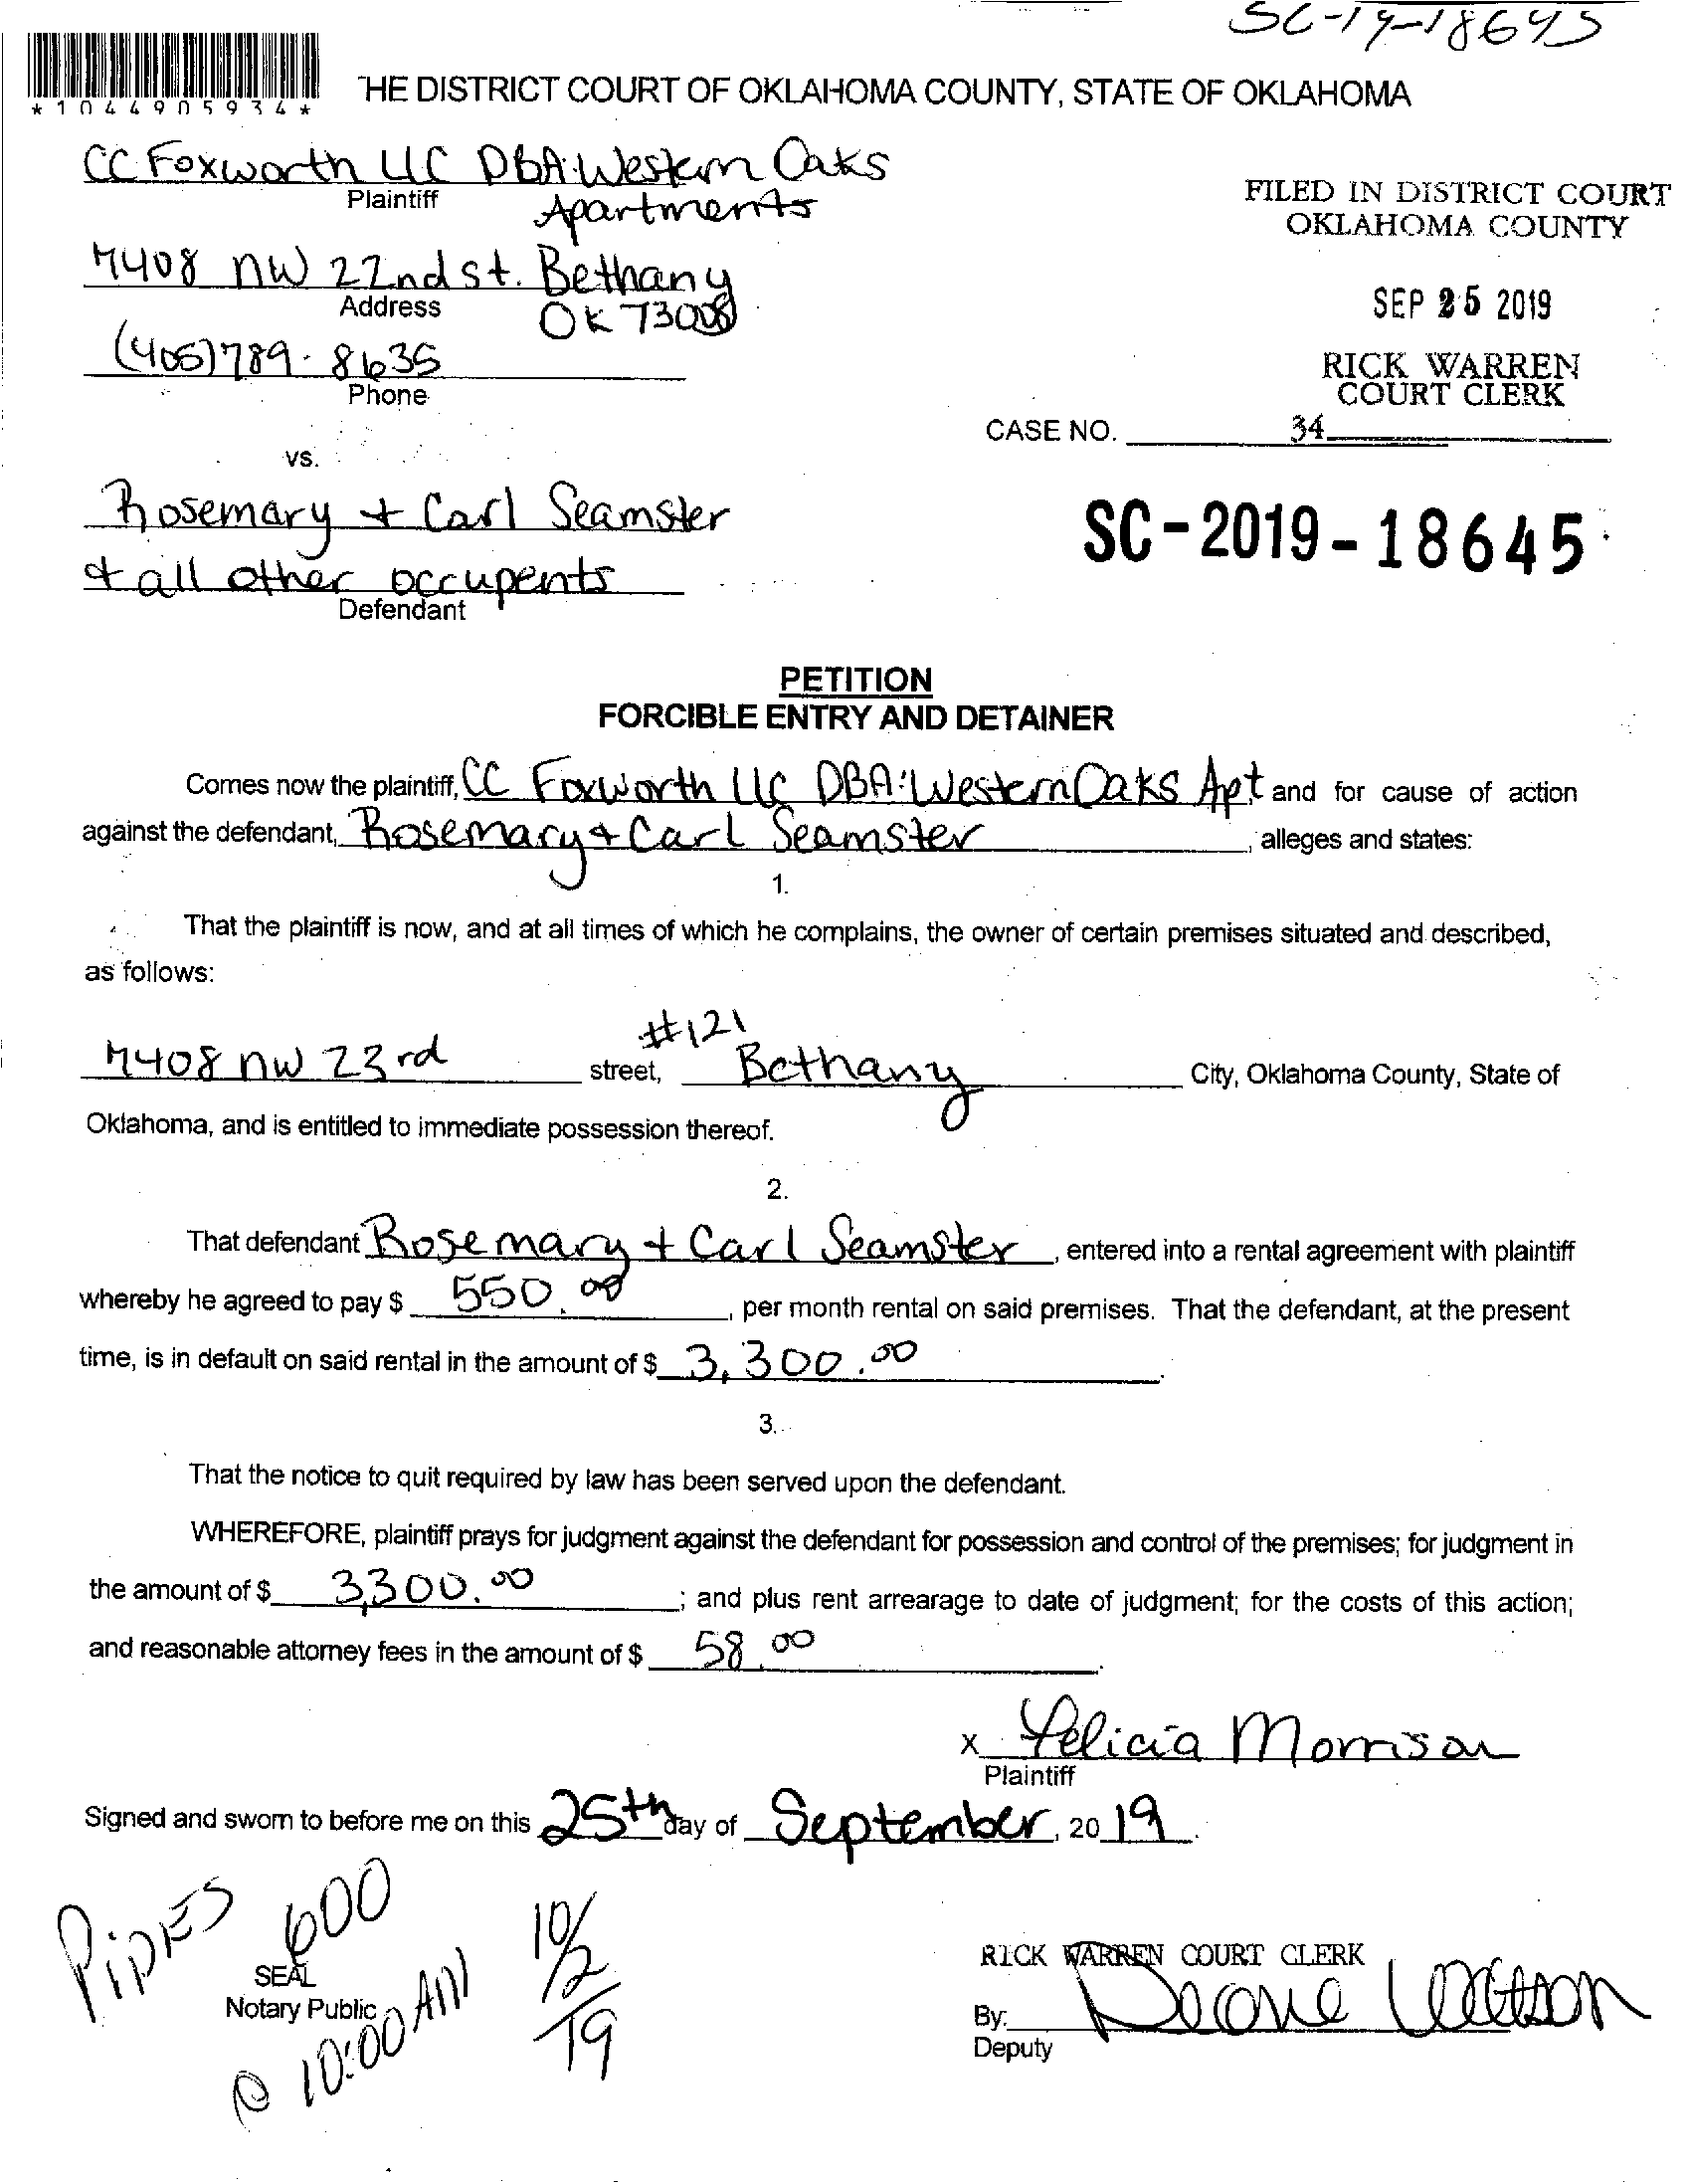 SC-19-18645
*1044905934*
THE DISTRICT COURT OF OKLAHOMA COUNTY, STATE OF OKLAHOMA
CC Foxworth LLC DBA: Western Oaks
Plaintiff
Apartments
FILED IN DISTRICT COURT
OKLAHOMA COUNTY
7408 NW 22nd st. Bethany
Address
OK 73008
SEP 25 2019
(405)789-8635
Phone
RICK WARREN
COURT CLERK
CASE NO. 34
vs.
Rosemary + Carl Seamster
SC-2019-18645
+ all other occupents
Defendant
PETITION
FORCIBLE ENTRY AND DETAINER
Comes now the plaintiff, CC Foxworth LLC DBA: Western Oaks Apt and for cause of action
against the defendant, Rosemary + Carl Seamster, alleges and states:
1.
That the plaintiff is now, and at all times of which he complains, the owner of certain premises situated and described,
as follows:
#121
7408 NW 23rd street, Bethany City, Oklahoma County, State of
Oklahoma, and is entitled to immediate possession thereof.
2.
That defendant Rosemary + Carl Seamster, entered into a rental agreement with plaintiff
whereby he agreed to pay $ 550.00, per month rental on said premises. That the defendant, at the present
time, is in default on said rental in the amount of $ 3,300.00.
3.
That the notice to quit required by law has been served upon the defendant.
WHEREFORE, plaintiff prays for judgment against the defendant for possession and control of the premises; for judgment in
the amount of $ 3,300.00; and plus rent arrearage to date of judgment; for the costs of this action;
and reasonable attorney fees in the amount of $ 58.00.
x Felicia Morrison
Plaintiff
Signed and sworn to before me on this 25th day of September, 2019.
Pipes 600
10/2/19
SEAL
Notary Public
@ 10:00 AM
RICK WARREN COURT CLERK
By:
Deputy